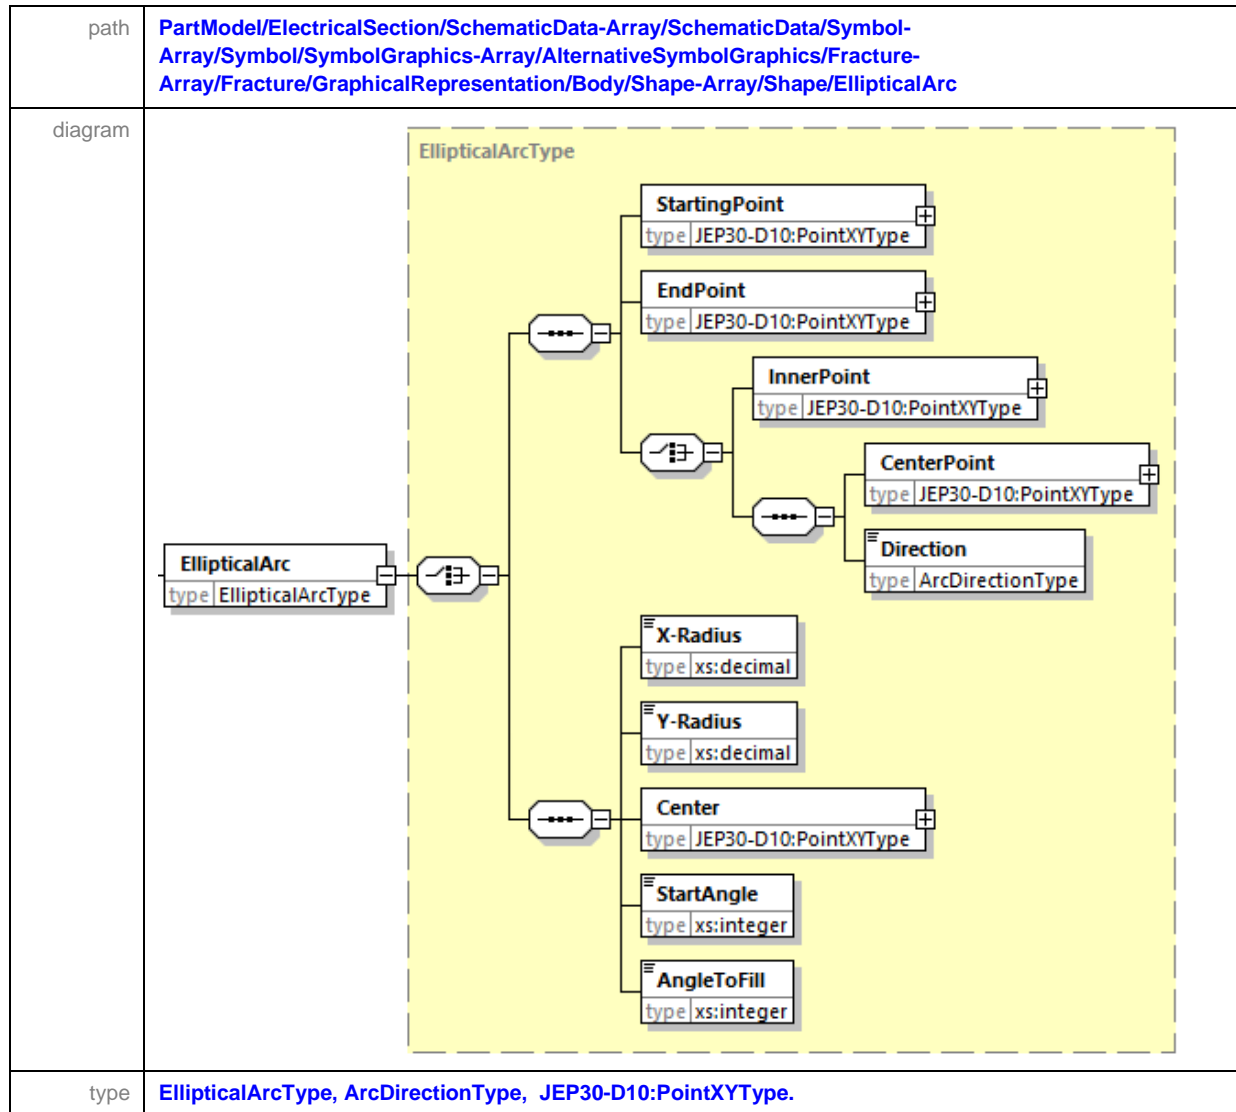 path
PartModel/ElectricalSection/SchematicData-Array/SchematicData/Symbol-
Array/Symbol/SymbolGraphics-Array/AlternativeSymbolGraphics/Fracture-
Array/Fracture/GraphicalRepresentation/Body/Shape-Array/Shape/EllipticalArc
diagram
EllipticalArcType
StartingPoint
type JEP30-D10:PointXYType
EndPoint
type JEP30-D10:PointXYType
InnerPoint
type JEP30-D10:PointXYType
CenterPoint
type JEP30-D10:PointXYType
Direction
type ArcDirectionType
EllipticalArc
type EllipticalArcType
X-Radius
type xs:decimal
Y-Radius
type xs:decimal
Center
type JEP30-D10:PointXYType
StartAngle
type xs:integer
AngleToFill
type xs:integer
type
EllipticalArcType, ArcDirectionType, JEP30-D10:PointXYType.